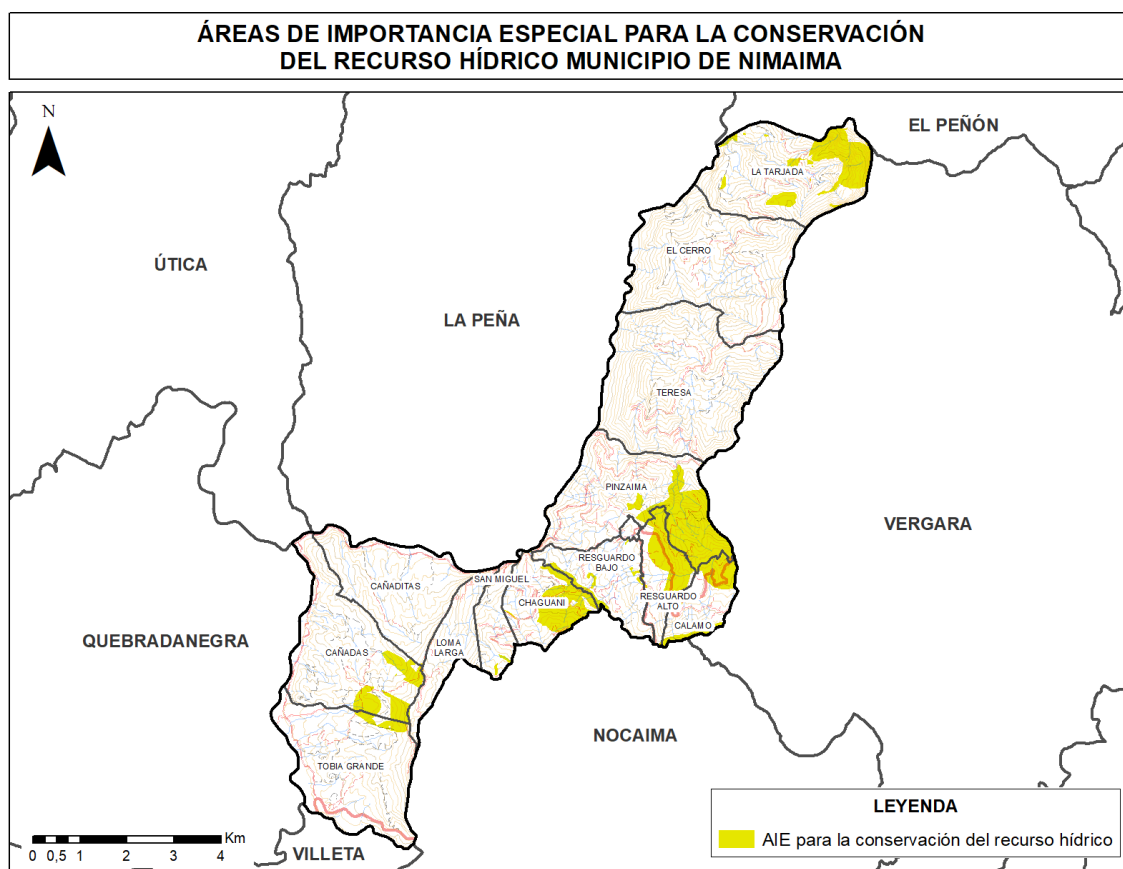 ÁREAS DE IMPORTANCIA ESPECIAL PARA LA CONSERVACIÓN
DEL RECURSO HÍDRICO MUNICIPIO DE NIMAIMA
N
EL PEÑÓN
LA TARJADA
EL CERRO
ÚTICA
LA PEÑA
TERESA
PINZAIMA
VERGARA
RESGUARDO
BAJO
SAN MIGUEL
CAÑADITAS
CHAGUANI
RESGUARDO
ALTO
CALAMO
QUEBRADANEGRA
LOMA
LARGA
CAÑADAS
NOCAIMA
TOBIA GRANDE
LEYENDA
AIE para la conservación del recurso hídrico
Km
0 0,5 1 2 3 4
VILLETA